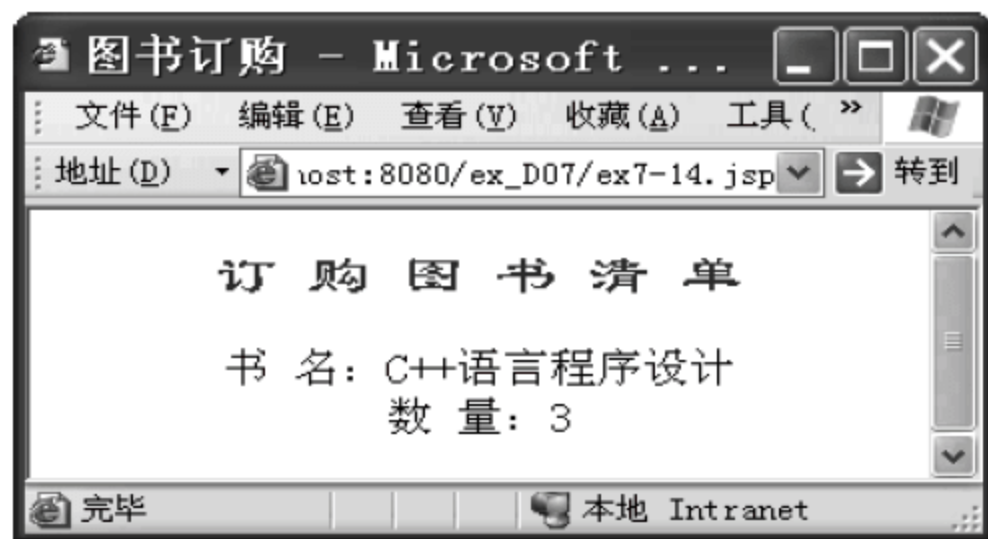 图书订购 - Microsoft ...
文件(F) 编辑(E) 查看(V) 收藏(A) 工具( »
地址(D) ost:8080/ex_D07/ex7-14.jsp 转到
订 购 图 书 清 单
书 名: C++语言程序设计
数 量: 3
完毕 本地 Intranet